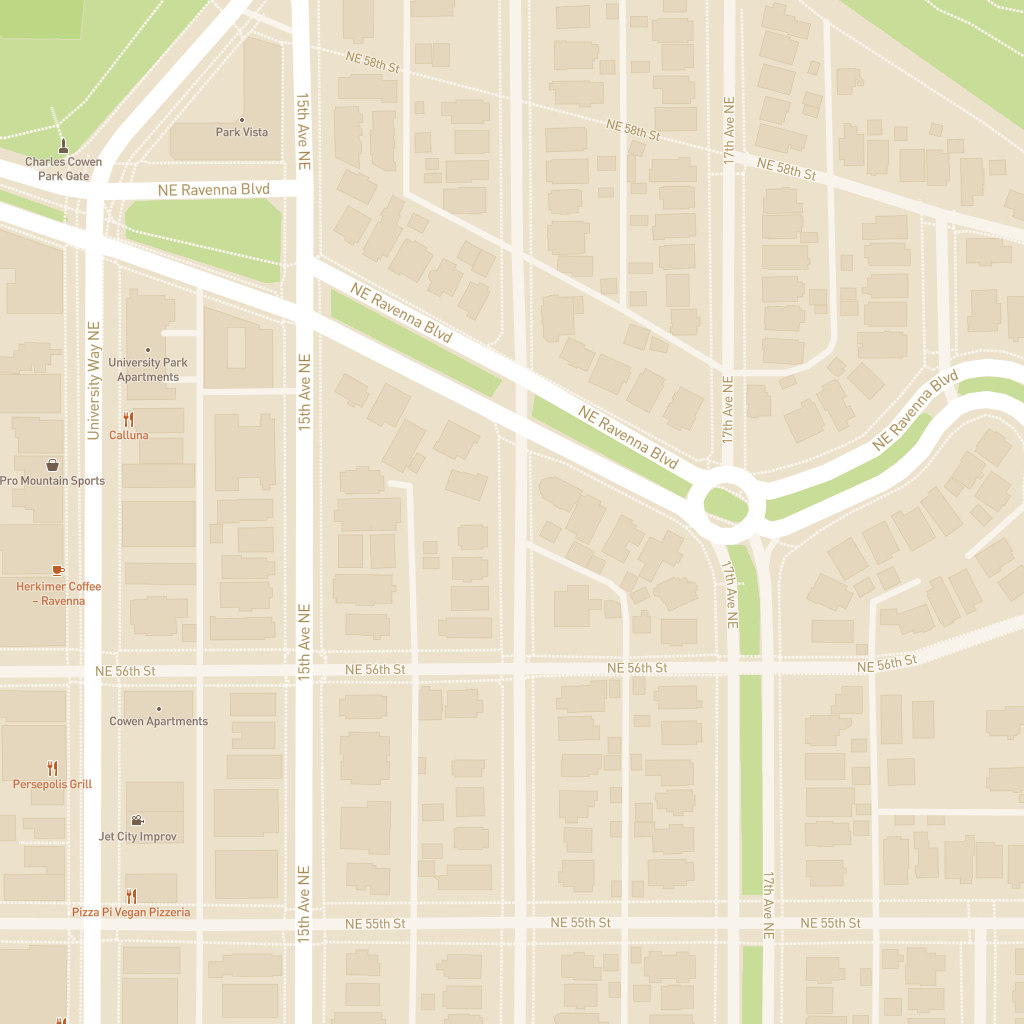 NE 58th St
15th Ave NE
17th Ave NE
Park Vista
NE 58th St
Charles Cowen
Park Gate
NE 58th St
NE Ravenna Blvd
NE Ravenna Blvd
University Way NE
University Park
Apartments
15th Ave NE
17th Ave NE
NE Ravenna Blvd
Calluna
NE Ravenna Blvd
Pro Mountain Sports
Herkimer Coffee
– Ravenna
17th Ave NE
15th Ave NE
NE 56th St
NE 56th St
NE 56th St
NE 56th St
Cowen Apartments
Persepolis Grill
Jet City Improv
Pizza Pi Vegan Pizzeria
15th Ave NE
17th Ave NE
NE 55th St
NE 55th St
NE 55th St